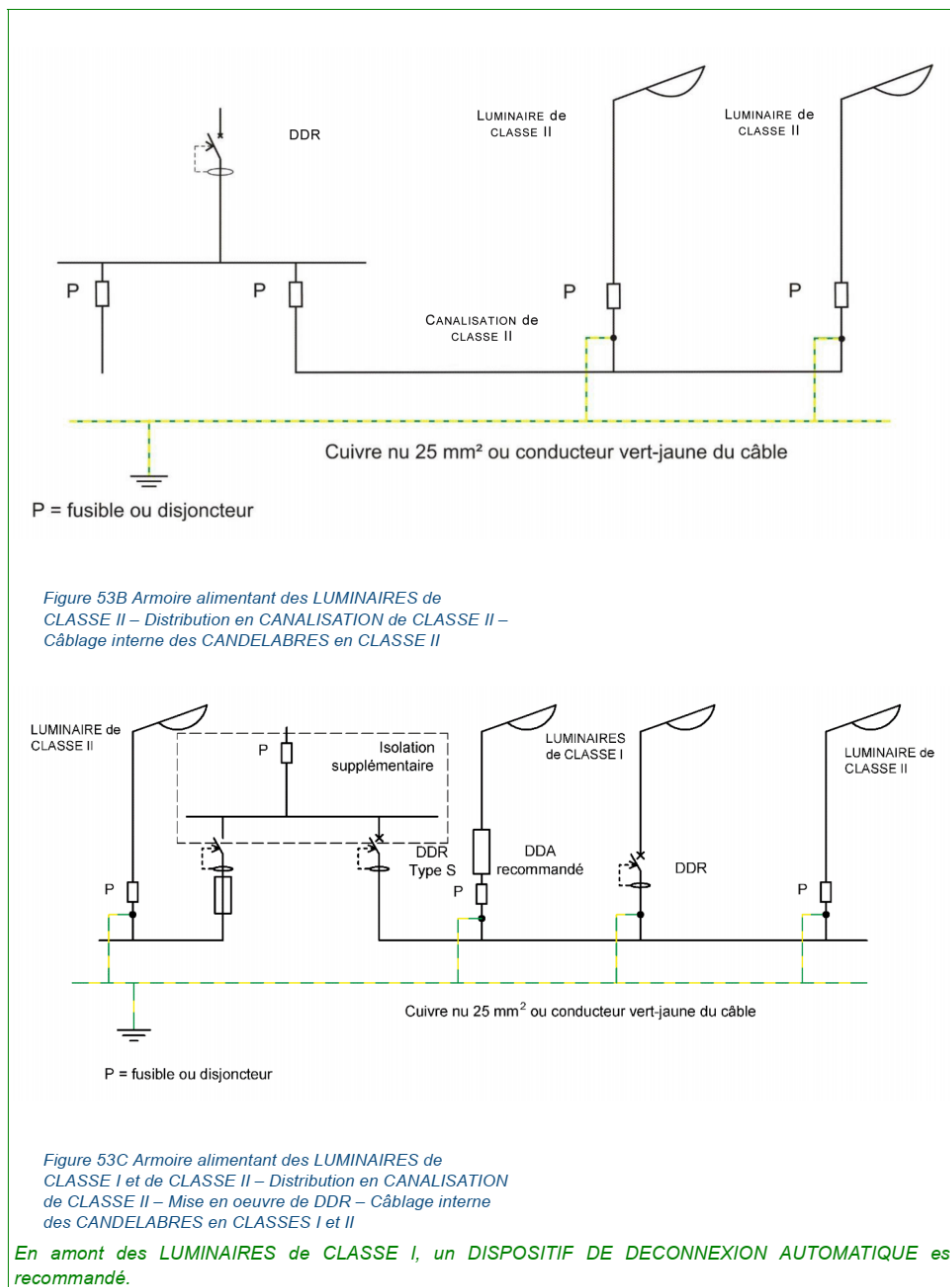 LUMINAIRE de
CLASSE II
LUMINAIRE de
CLASSE II
DDR
P
P
P
P
CANALISATION de
CLASSE II
Cuivre nu 25 mm² ou conducteur vert-jaune du câble
P = fusible ou disjoncteur
Figure 53B Armoire alimentant des LUMINAIRES de
CLASSE II – Distribution en CANALISATION de CLASSE II –
Câblage interne des CANDELABRES en CLASSE II
LUMINAIRE de
CLASSE II
P
Isolation
supplémentaire
LUMINAIRES
de CLASSE I
LUMINAIRE de
CLASSE II
DDR
Type S
DDA
recommandé
DDR
P
P
P
Cuivre nu 25 mm² ou conducteur vert-jaune du câble
P = fusible ou disjoncteur
Figure 53C Armoire alimentant des LUMINAIRES de
CLASSE I et de CLASSE II – Distribution en CANALISATION
de CLASSE II – Mise en oeuvre de DDR – Câblage interne
des CANDELABRES en CLASSES I et II
En amont des LUMINAIRES de CLASSE I, un DISPOSITIF DE DECONNEXION AUTOMATIQUE es
recommandé.